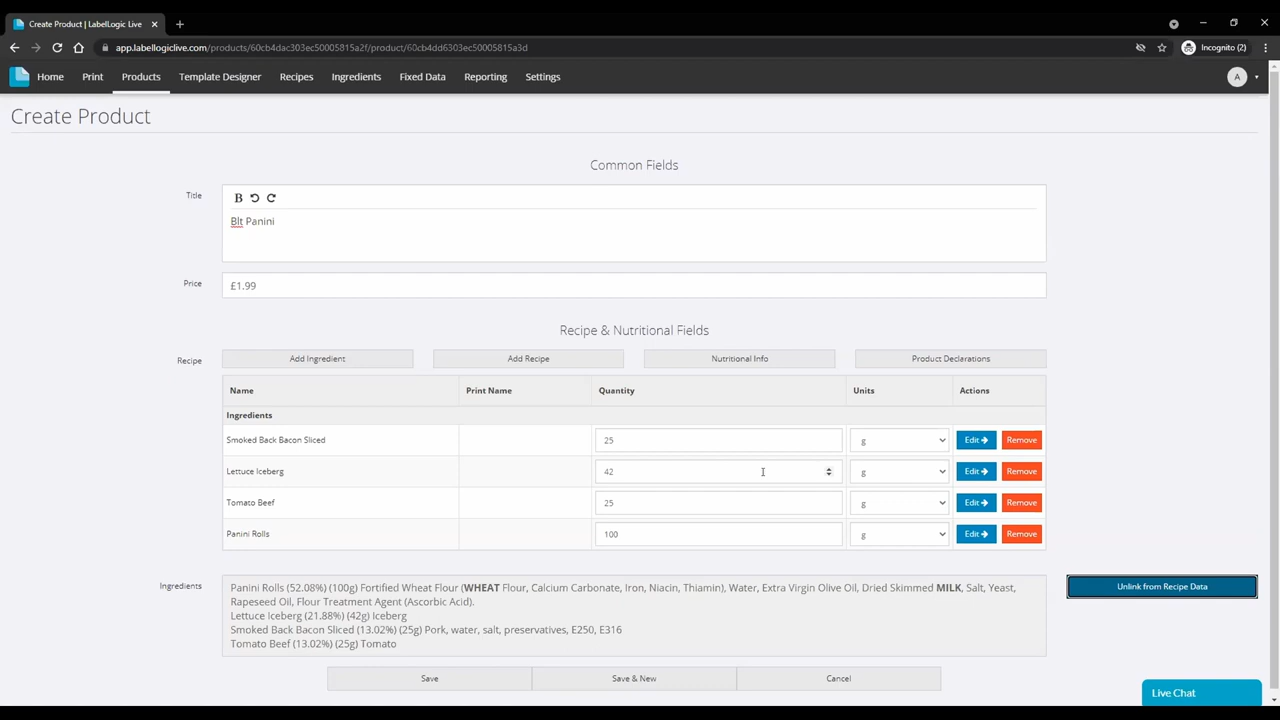 Create Product | LabelLogic Live
app.labellogiclive.com/products/60cb4dac303ec50005815a2f/product/60cb4dd6303ec50005815a3d
Incognito (2)
Home Print Products Template Designer Recipes Ingredients Fixed Data Reporting Settings A
Create Product
Common Fields
Title
B
Blt Panini
Price £1.99
Recipe & Nutritional Fields
Recipe Add Ingredient Add Recipe Nutritional Info Product Declarations
Name Print Name Quantity Units Actions
Ingredients
Smoked Back Bacon Sliced 25 g Edit Remove
Lettuce Iceberg 42 g Edit Remove
Tomato Beef 25 g Edit Remove
Panini Rolls 100 g Edit Remove
Ingredients Panini Rolls (52.08%) (100g) Fortified Wheat Flour (WHEAT Flour, Calcium Carbonate, Iron, Niacin, Thiamin), Water, Extra Virgin Olive Oil, Dried Skimmed MILK, Salt, Yeast, Unlink from Recipe Data
Rapeseed Oil, Flour Treatment Agent (Ascorbic Acid).
Lettuce Iceberg (21.88%) (42g) Iceberg
Smoked Back Bacon Sliced (13.02%) (25g) Pork, water, salt, preservatives, E250, E316
Tomato Beef (13.02%) (25g) Tomato
Save Save & New Cancel
Live Chat